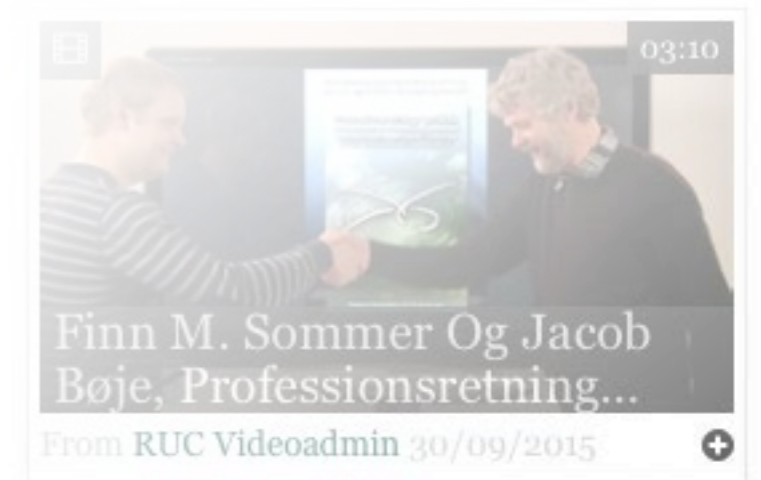 03:10
Finn M. Sommer Og Jacob
Bøje, Professionsretning...
From RUC Videoadmin 30/09/2015